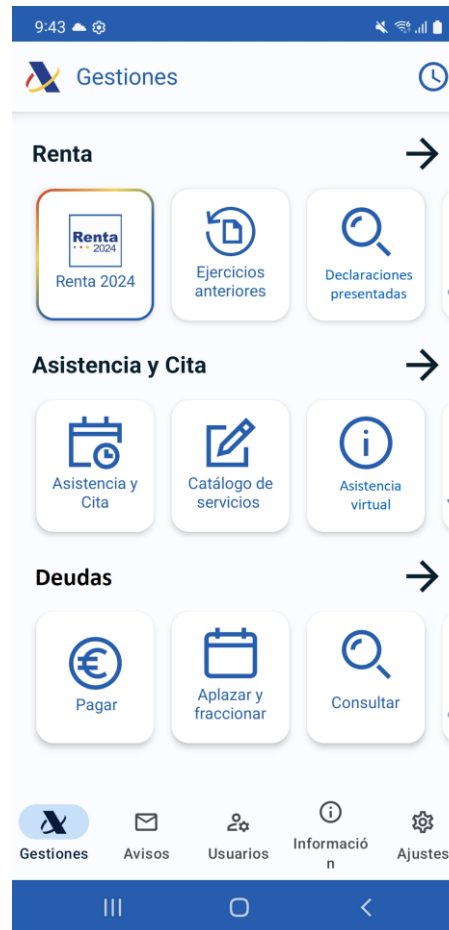 9:43
Gestiones
Renta
Renta
2024
Renta 2024
Ejercicios
anteriores
Declaraciones
presentadas
Asistencia y Cita
Asistencia y
Cita
Catálogo de
servicios
Asistencia
virtual
Deudas
Pagar
Aplazar y
fraccionar
Consultar
Gestiones
Avisos
Usuarios
Informació
n
Ajustes